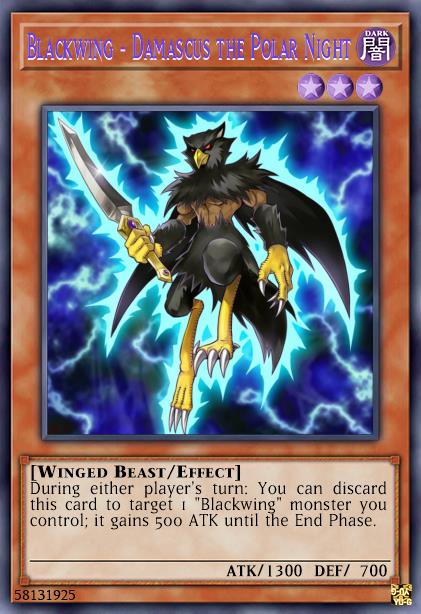 BLACKWING - DAMASCUS THE POLAR NIGHT
DARK
闇
[WINGED BEAST/EFFECT]
During either player's turn: You can discard
this card to target 1 "Blackwing" monster you
control; it gains 500 ATK until the End Phase.
ATK/1300 DEF/ 700
58131925